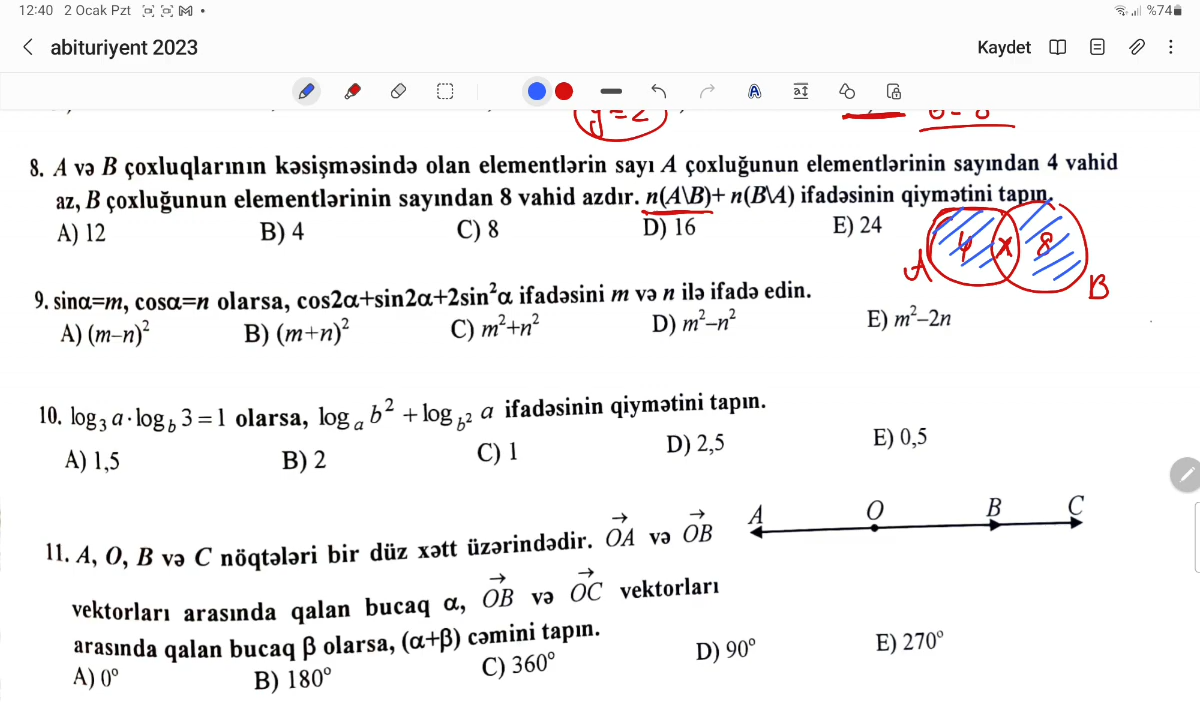 12:40 2 Ocak Pzt
%74
abituriyent 2023
Kaydet
y=2
8. A və B çoxluqlarının kəsişməsində olan elementlərin sayı A çoxluğunun elementlərinin sayından 4 vahid
az, B çoxluğunun elementlərinin sayından 8 vahid azdır. n(A\B)+ n(B\A) ifadəsinin qiymətini tapın.
A) 12 B) 4 C) 8 D) 16 E) 24
A 4 x 8 B
9. sinα=m, cosα=n olarsa, cos2α+sin2α+2sin²α ifadəsini m və n ilə ifadə edin.
A) (m–n)² B) (m+n)² C) m²+n² D) m²–n² E) m²–2n
10. log₃ a · log_b 3 = 1 olarsa, log_a b² + log_{b²} a ifadəsinin qiymətini tapın.
A) 1,5 B) 2 C) 1 D) 2,5 E) 0,5
A O B C
11. A, O, B və C nöqtələri bir düz xətt üzərindədir. OA→ və OB→
vektorları arasında qalan bucaq α, OB→ və OC→ vektorları
arasında qalan bucaq β olarsa, (α+β) cəmini tapın.
A) 0° B) 180° C) 360° D) 90° E) 270°